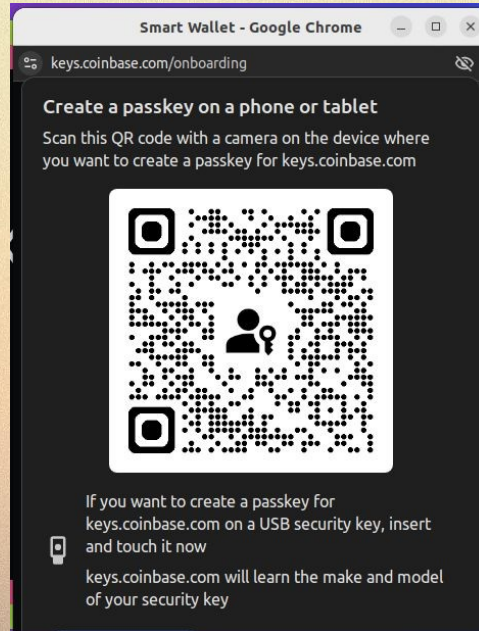 Smart Wallet - Google Chrome
keys.coinbase.com/onboarding
Create a passkey on a phone or tablet
Scan this QR code with a camera on the device where
you want to create a passkey for keys.coinbase.com
If you want to create a passkey for
keys.coinbase.com on a USB security key, insert
and touch it now
keys.coinbase.com will learn the make and model
of your security key